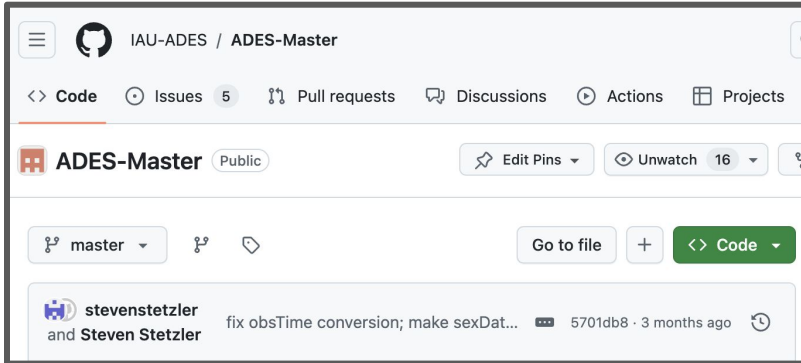 IAU-ADES / ADES-Master
Code Issues 5 Pull requests Discussions Actions Projects
ADES-Master Public Edit Pins Unwatch 16
master Go to file Code
stevenstetzler
and Steven Stetzler fix obsTime conversion; make sexDat... 5701db8 · 3 months ago